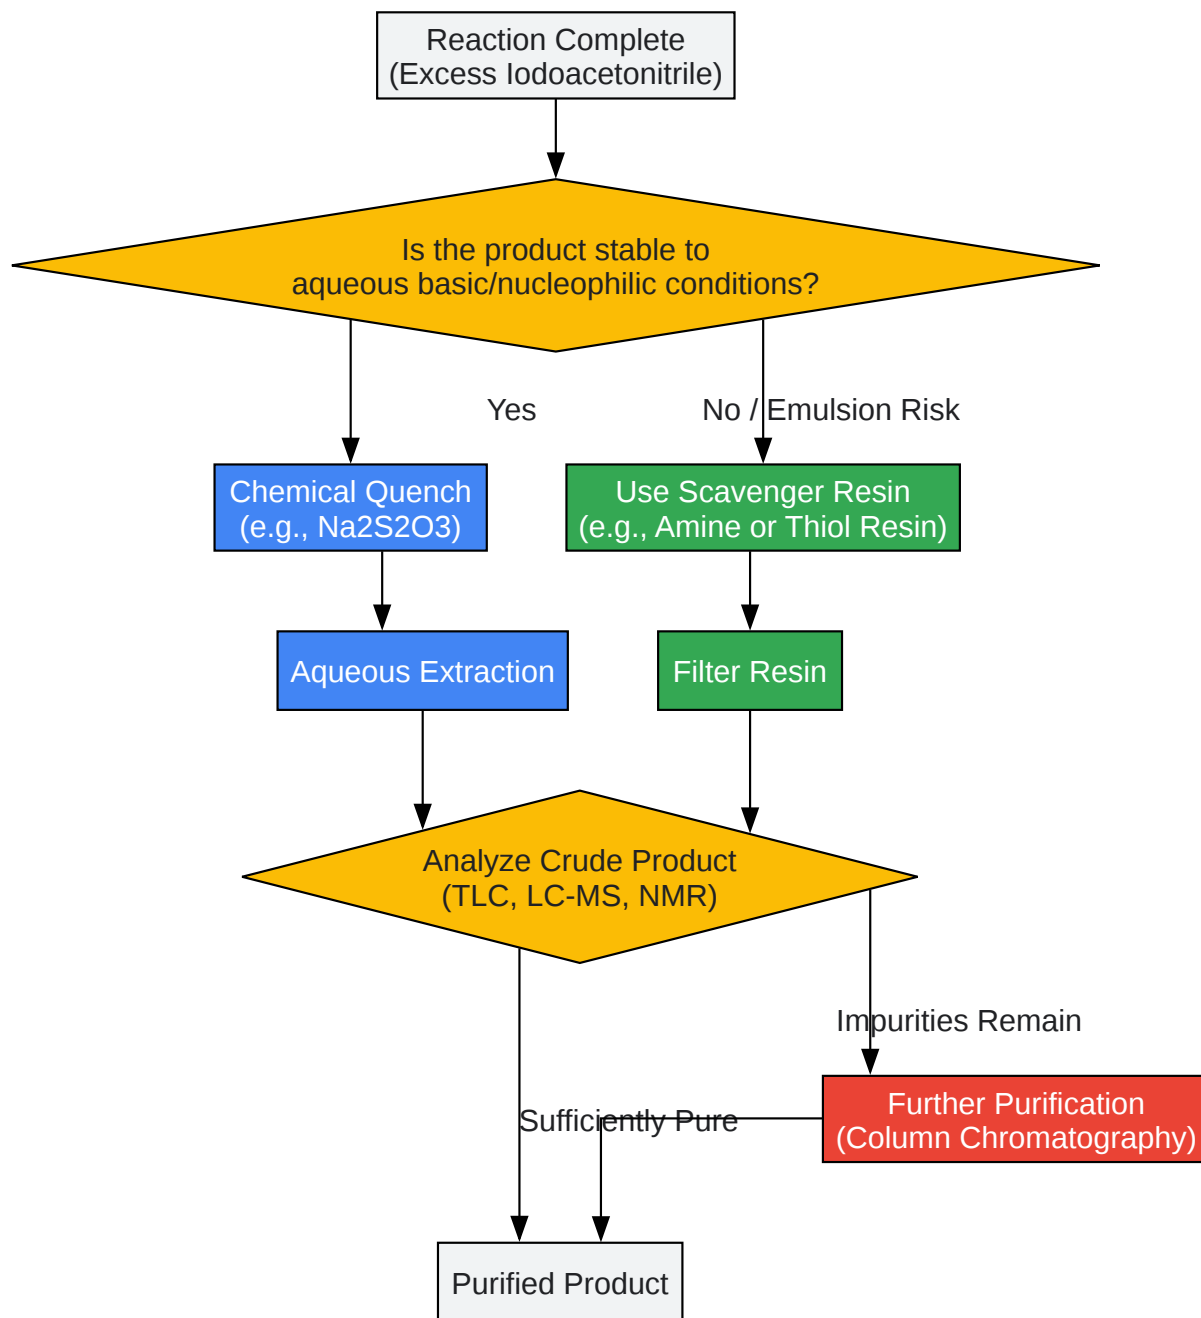 Reaction Complete
(Excess Iodoacetonitrile)
Is the product stable to
aqueous basic/nucleophilic conditions?
Yes
No / Emulsion Risk
Chemical Quench
(e.g., Na2S2O3)
Use Scavenger Resin
(e.g., Amine or Thiol Resin)
Aqueous Extraction
Filter Resin
Analyze Crude Product
(TLC, LC-MS, NMR)
Impurities Remain
Further Purification
(Column Chromatography)
Sufficiently Pure
Purified Product